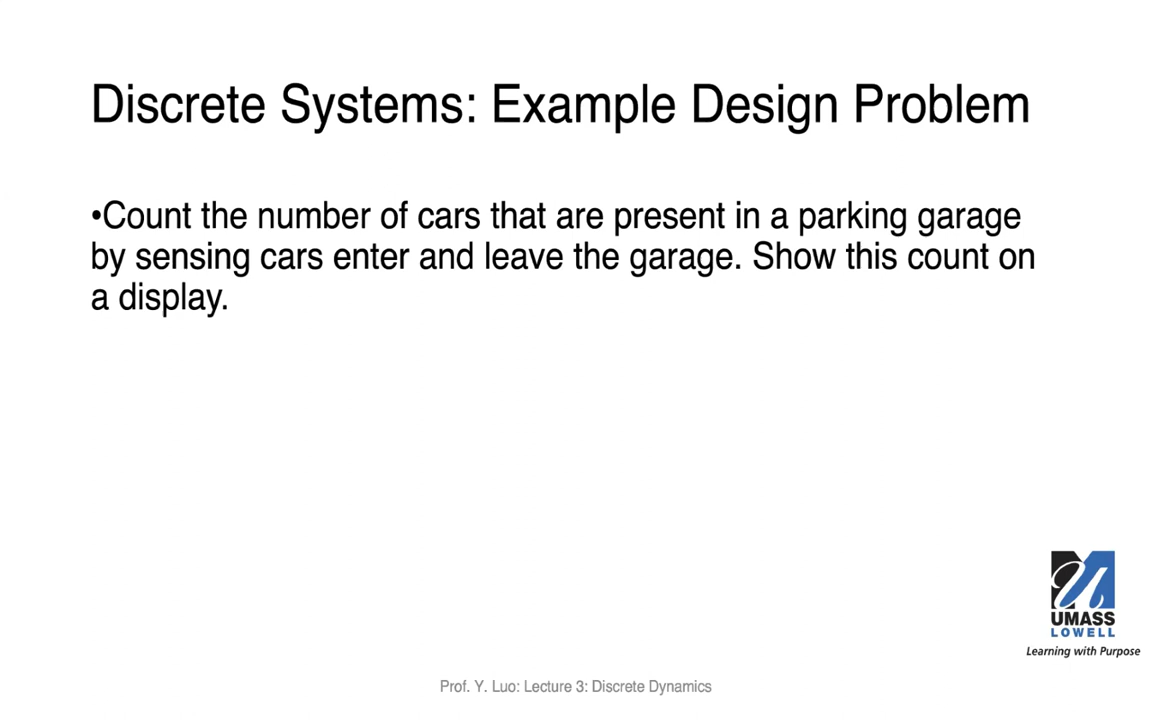 Discrete Systems: Example Design Problem
•Count the number of cars that are present in a parking garage
by sensing cars enter and leave the garage. Show this count on
a display.
UMASS
LOWELL
Learning with Purpose
Prof. Y. Luo: Lecture 3: Discrete Dynamics